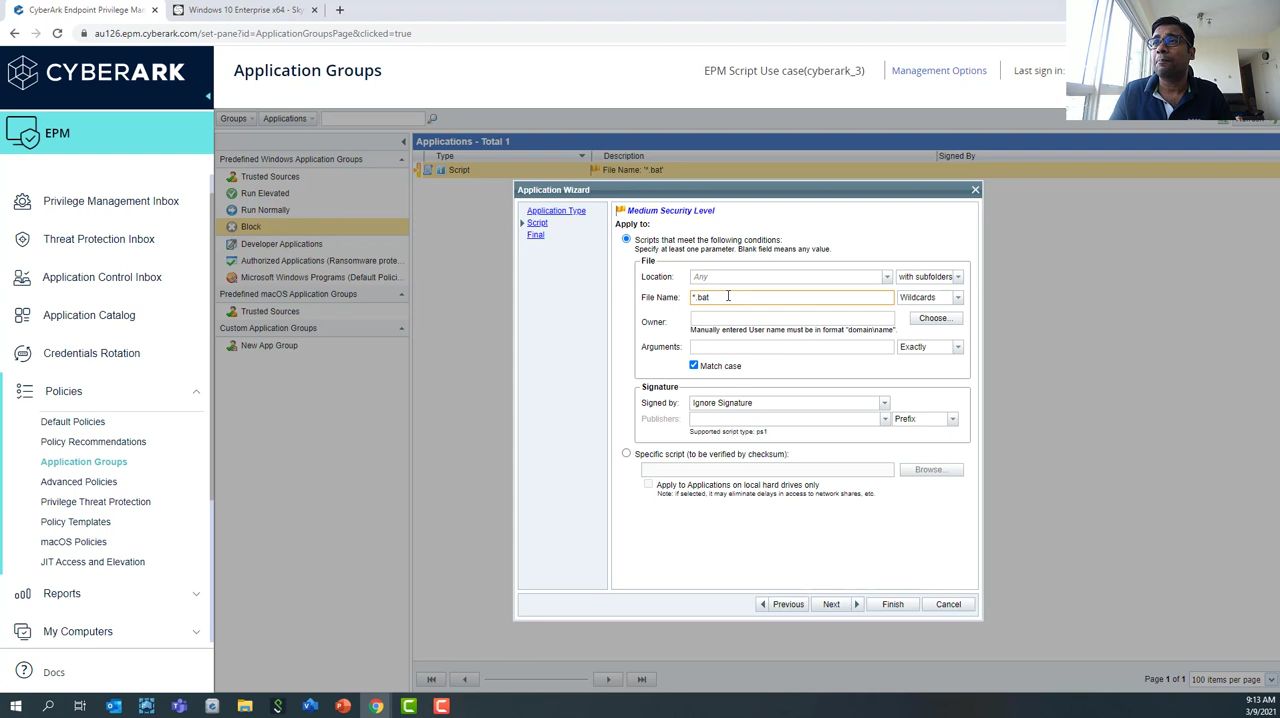 CyberArk Endpoint Privilege Ma
Windows 10 Enterprise x64 - Sk
au126.epm.cyberark.com/set-pane?id=ApplicationGroupsPage&clicked=true
CYBERARK
Application Groups
EPM Script Use case(cyberark_3)
Management Options
Last sign in:
EPM
Privilege Management Inbox
Threat Protection Inbox
Application Control Inbox
Application Catalog
Credentials Rotation
Policies
Default Policies
Policy Recommendations
Application Groups
Advanced Policies
Privilege Threat Protection
Policy Templates
macOS Policies
JIT Access and Elevation
Reports
My Computers
Docs
Groups
Applications
Predefined Windows Application Groups
Trusted Sources
Run Elevated
Run Normally
Block
Developer Applications
Authorized Applications (Ransomware prote...
Microsoft Windows Programs (Default Polici...
Predefined macOS Application Groups
Trusted Sources
Custom Application Groups
New App Group
Applications - Total 1
Type
Description
Signed By
Script
File Name: "*.bat"
Application Wizard
Application Type
Script
Final
Medium Security Level
Apply to:
Scripts that meet the following conditions:
Specify at least one parameter. Blank field means any value.
File
Location:
Any
with subfolders
File Name:
*.bat
Wildcards
Owner:
Choose...
Manually entered User name must be in format "domain\name".
Arguments:
Exactly
Match case
Signature
Signed by:
Ignore Signature
Publishers:
Prefix
Supported script type: ps1
Specific script (to be verified by checksum):
Browse...
Apply to Applications on local hard drives only
Note: if selected, it may eliminate delays in access to network shares, etc.
Previous
Next
Finish
Cancel
Page 1 of 1
100 items per page
9:13 AM
3/9/2021